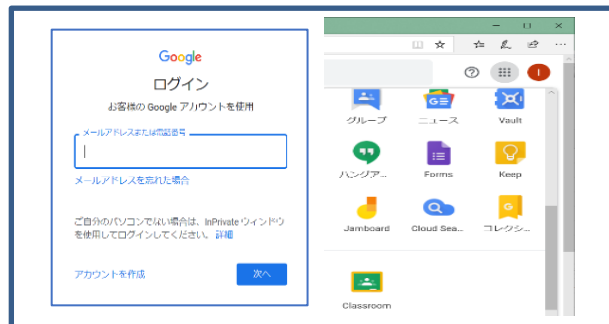 Google
ログイン
お客様の Google アカウントを使用
メールアドレスまたは電話番号
メールアドレスを忘れた場合
ご自分のパソコンでない場合は、InPrivate ウィンドウ
を使用してログインしてください。 詳細
アカウントを作成
次へ
I
グループ
ニュース
Vault
ハングア...
Forms
Keep
Jamboard
Cloud Sea...
コレクシ...
Classroom